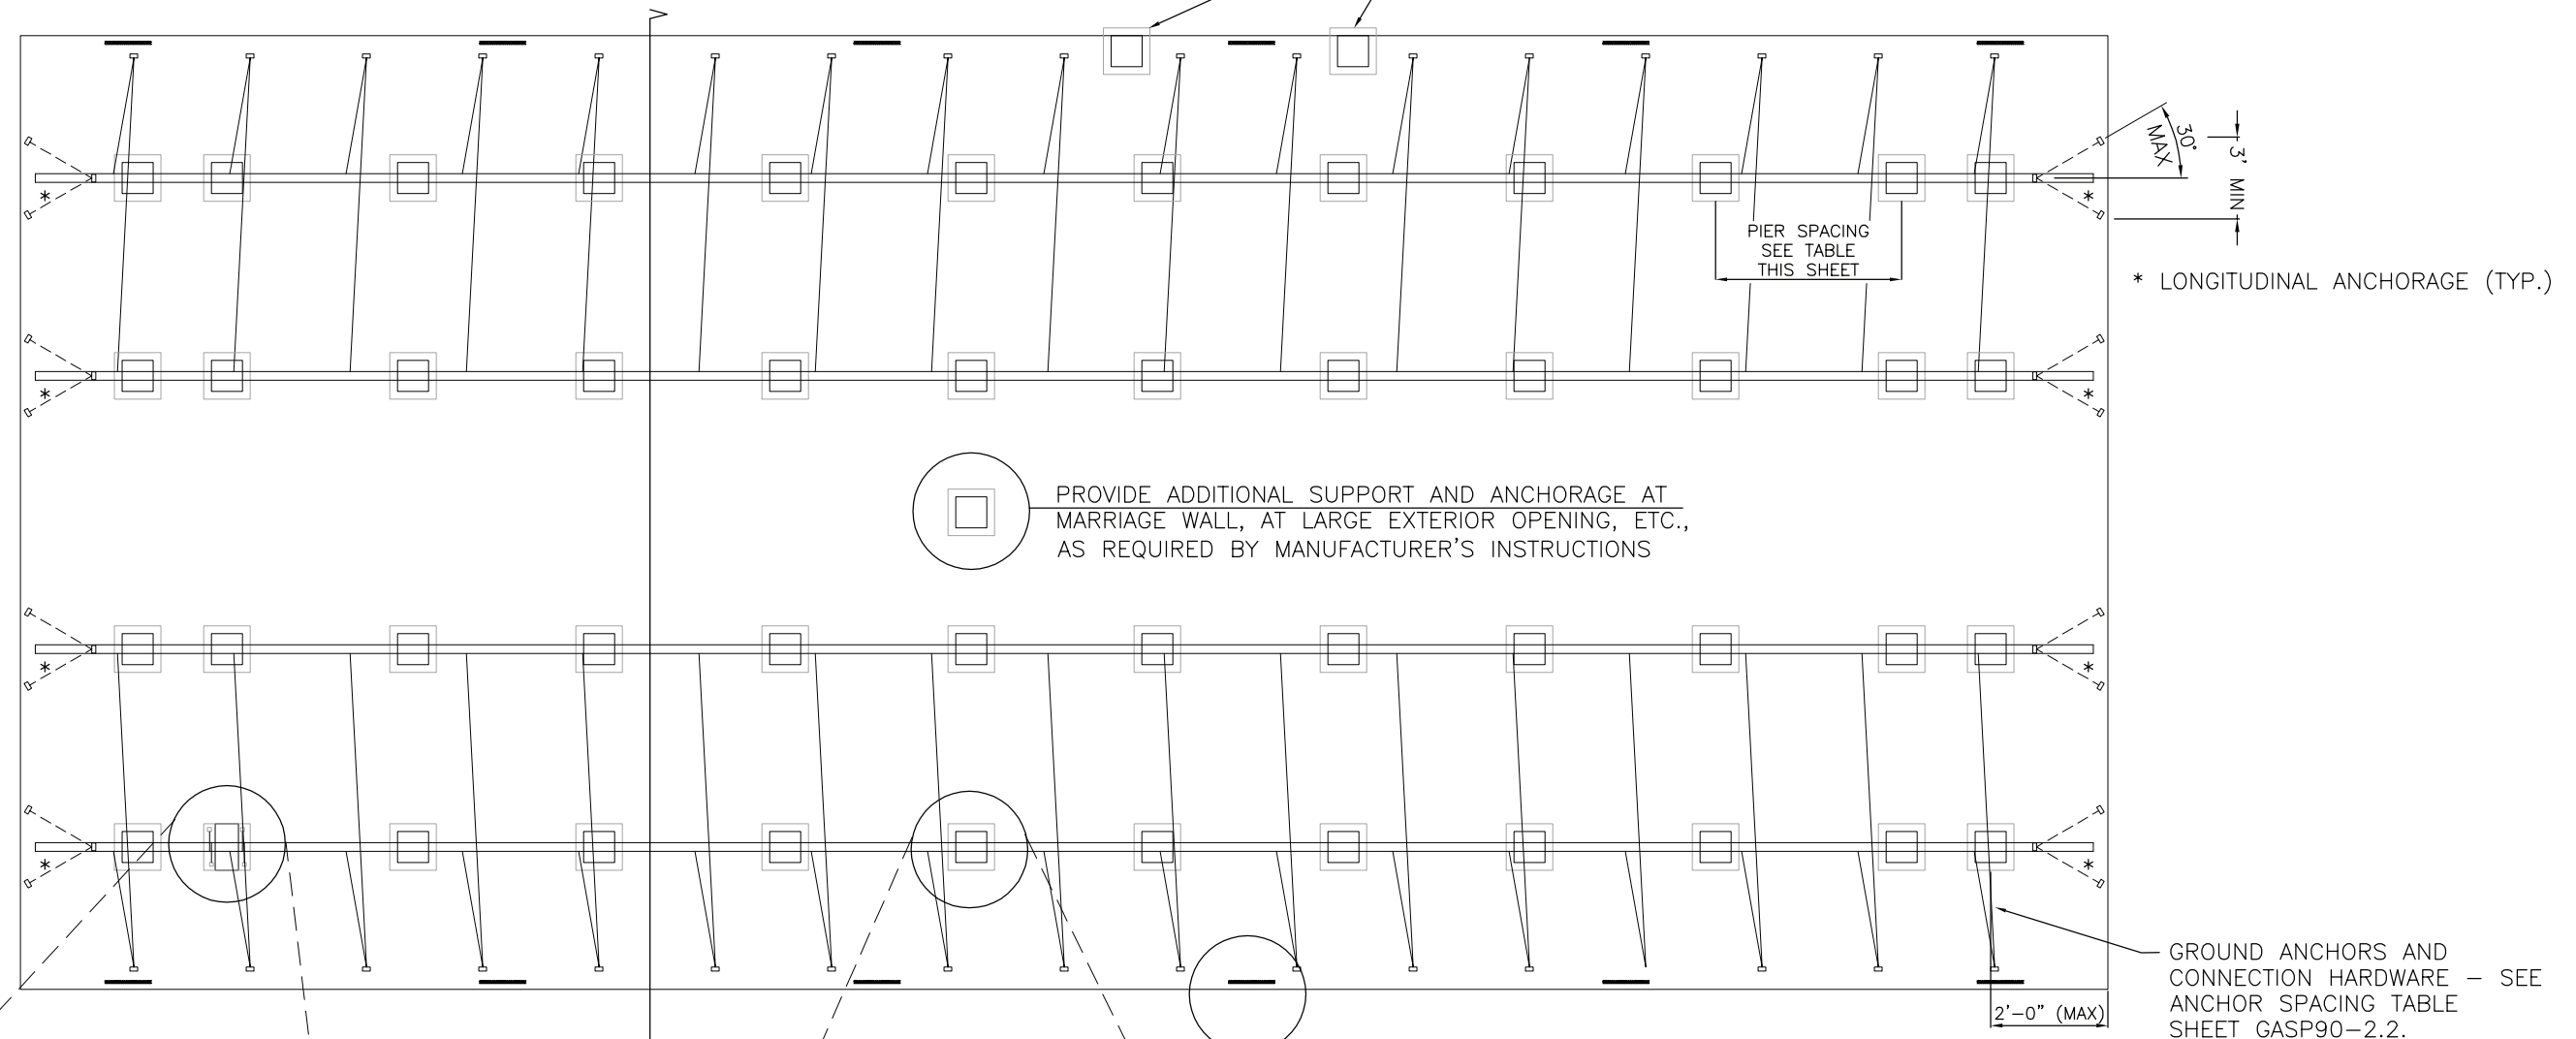 30°
MAX
3' MIN
PIER SPACING
SEE TABLE
THIS SHEET
* LONGITUDINAL ANCHORAGE (TYP.)
*
*
*
*
PROVIDE ADDITIONAL SUPPORT AND ANCHORAGE AT
MARRIAGE WALL, AT LARGE EXTERIOR OPENING, ETC.,
AS REQUIRED BY MANUFACTURER'S INSTRUCTIONS
*
*
*
*
GROUND ANCHORS AND
CONNECTION HARDWARE – SEE
ANCHOR SPACING TABLE
SHEET GASP90–2.2.
2'–0" (MAX)